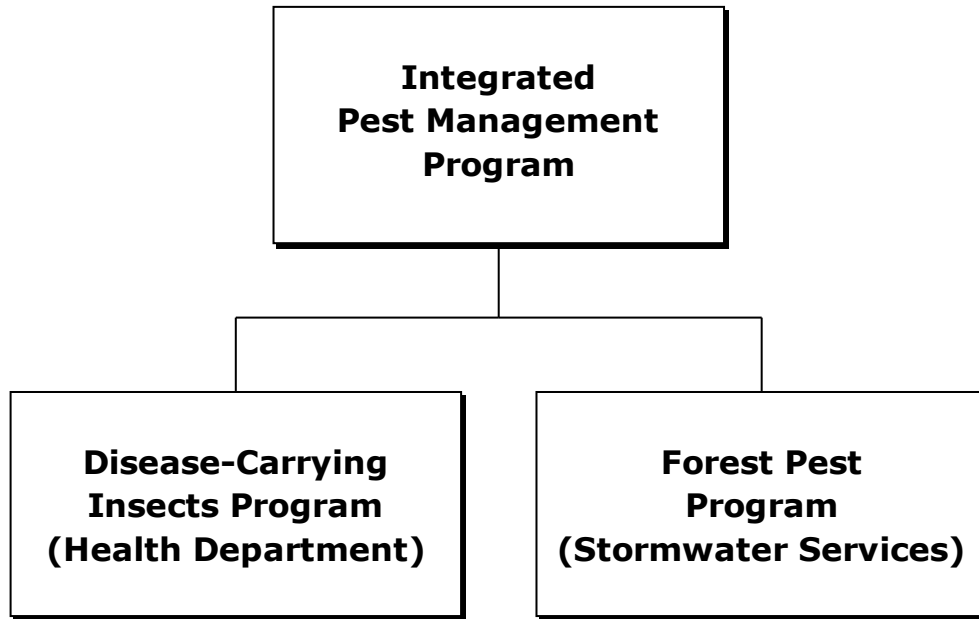 Integrated
Pest Management
Program
Disease-Carrying
Insects Program
(Health Department)
Forest Pest
Program
(Stormwater Services)